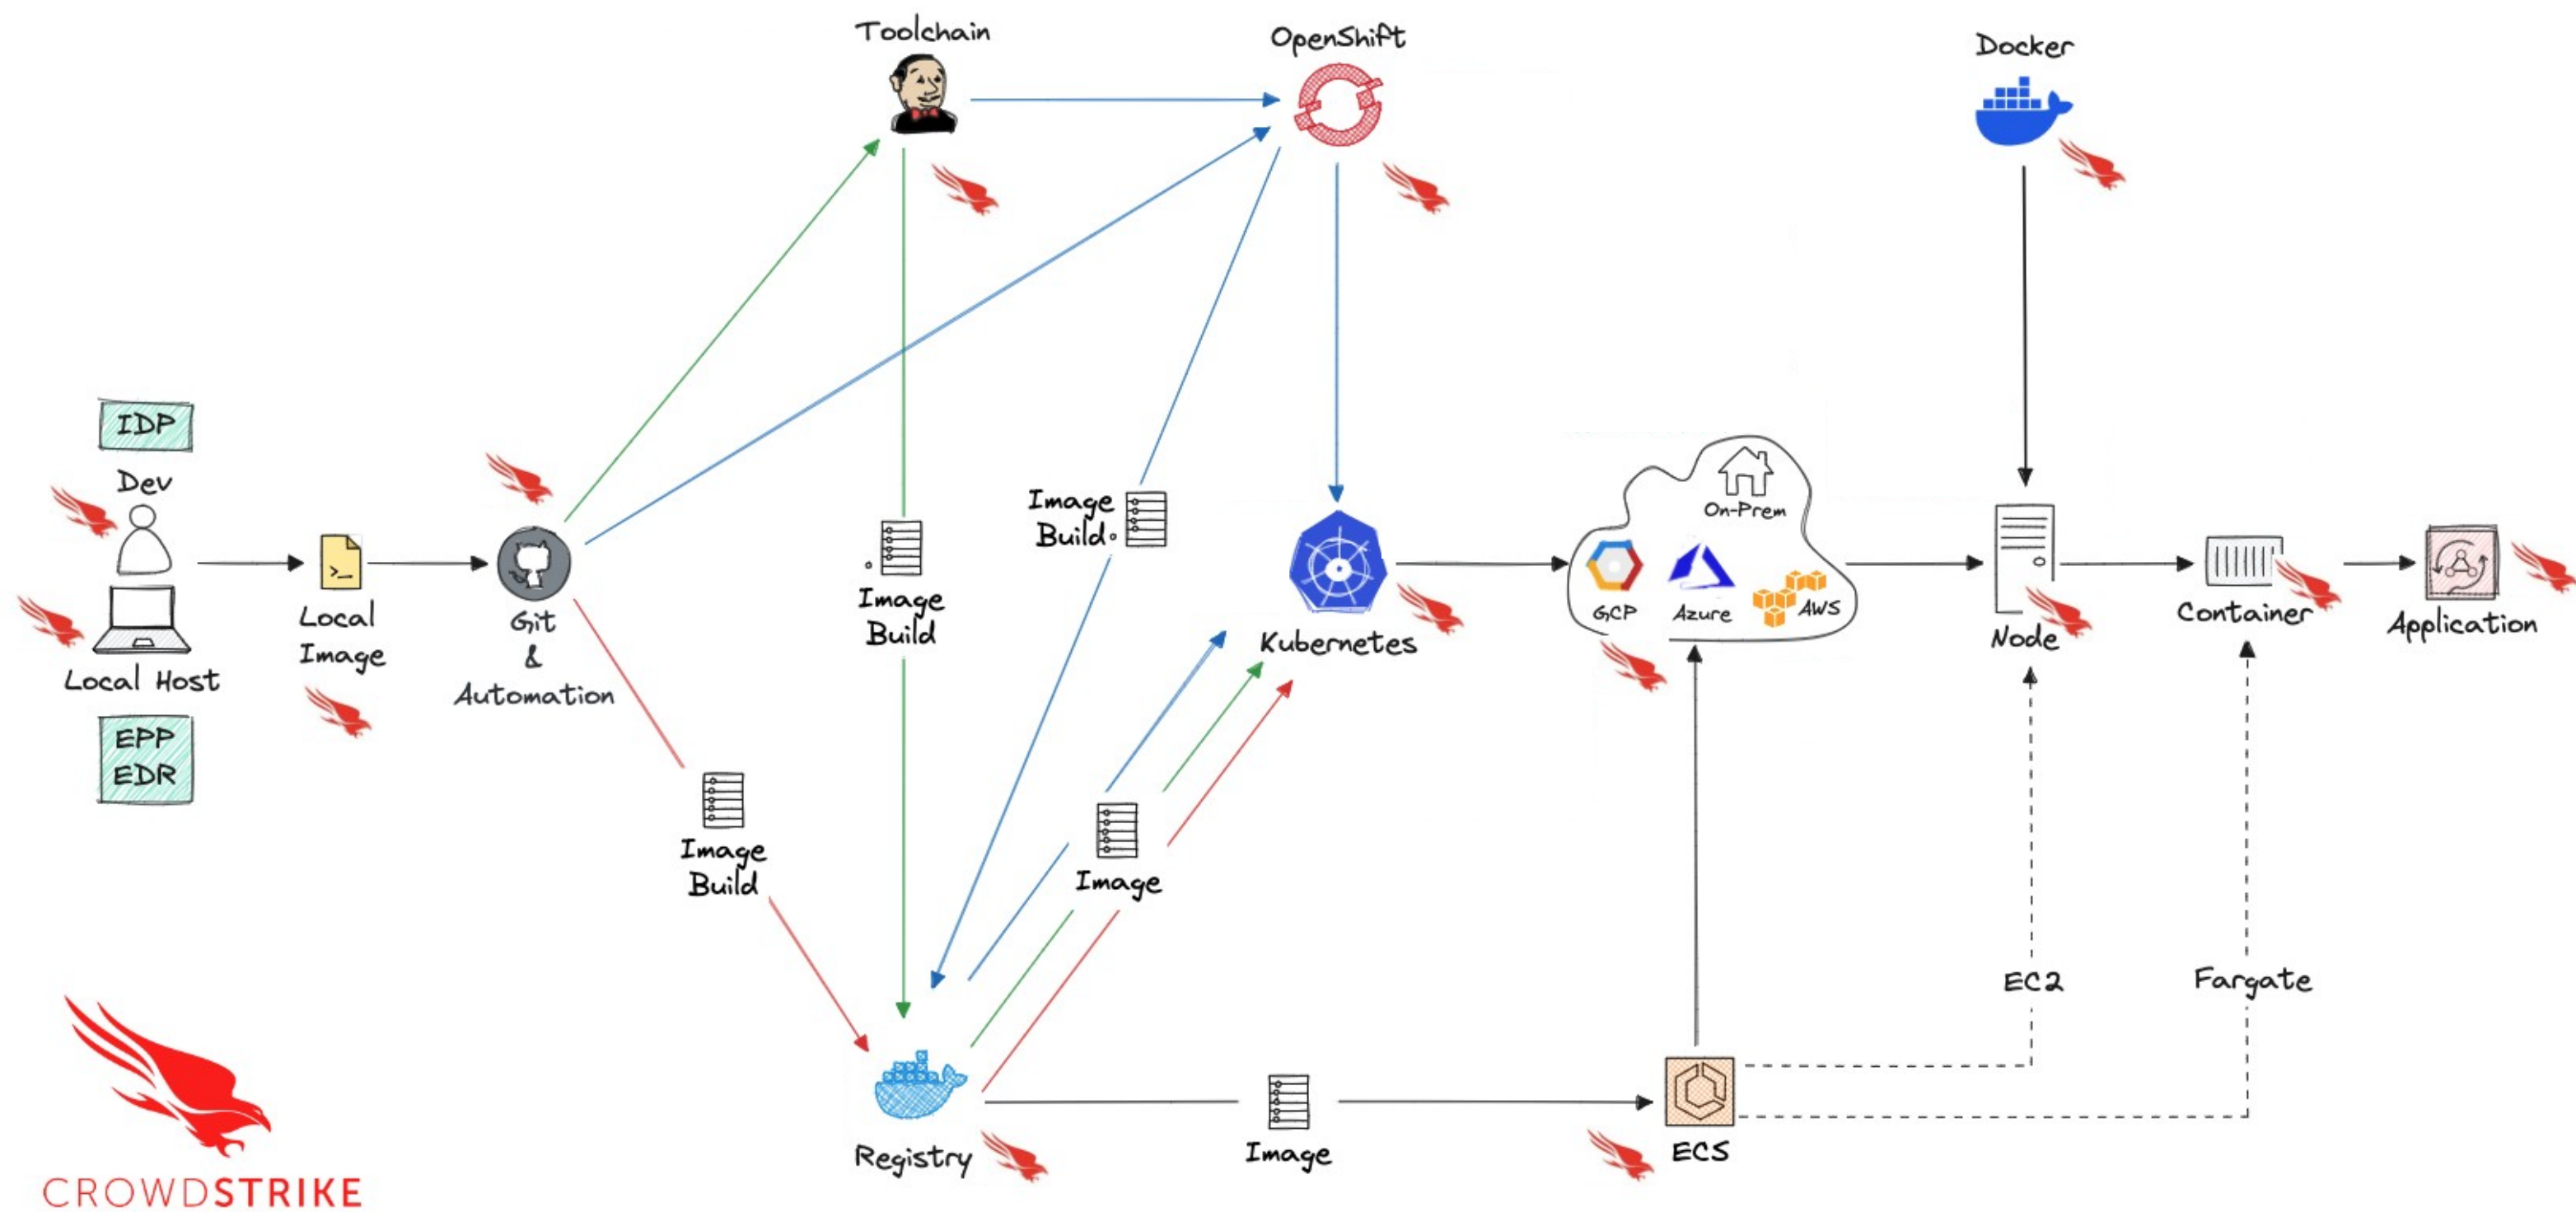 Toolchain
OpenShift
Docker
IDP
Dev
Local Host
EPP
EDR
Local
Image
Git
&
Automation
Image
Build
Image
Build
Image
Build
Image
Kubernetes
On-Prem
GCP
Azure
AWS
Node
Container
Application
EC2
Fargate
Registry
Image
ECS
CROWDSTRIKE